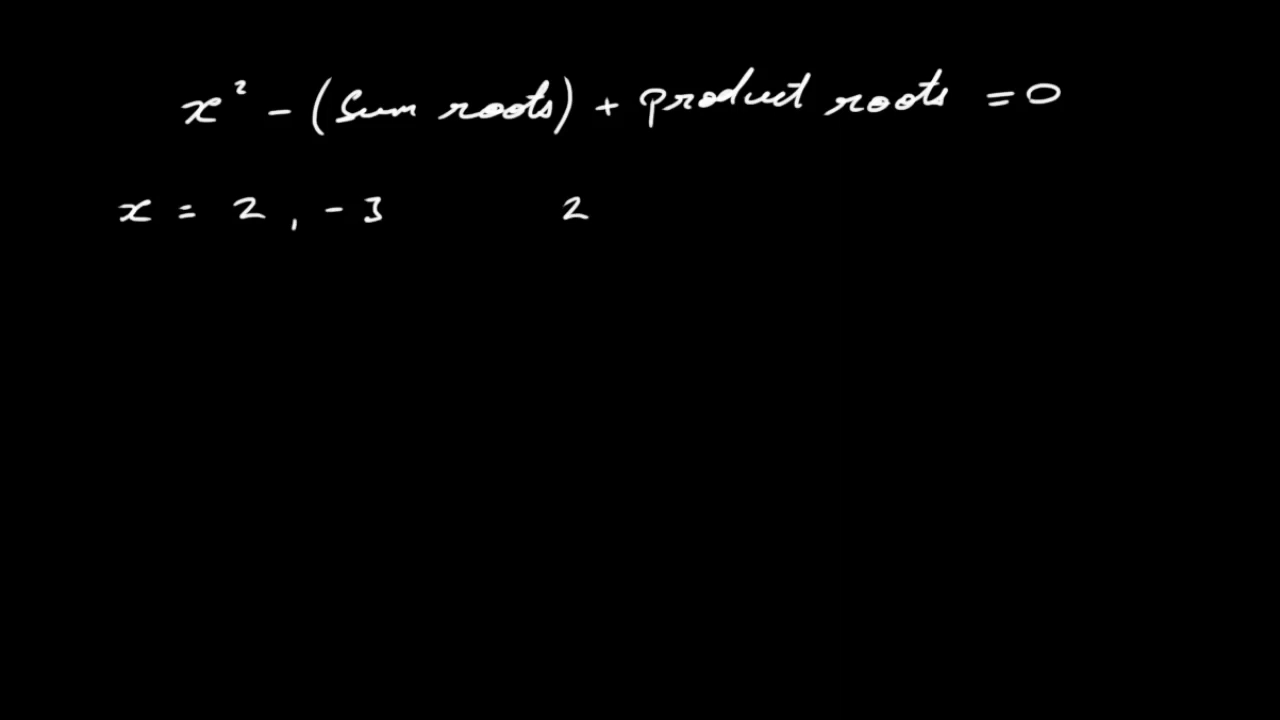 x² - (Sum roots) + product roots = 0
x = 2, -3 2